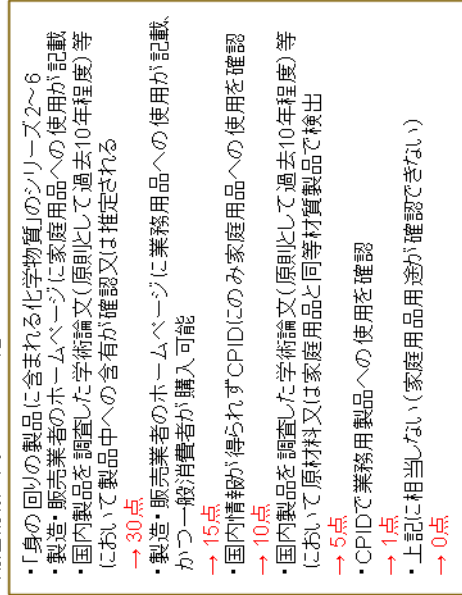 ・「身の回りの製品に含まれる化学物質」のシリーズ2～6
・製造・販売業者のホームページに家庭用品への使用が記載
・国内製品を調査した学術論文(原則として過去10年程度)等
において製品中への含有が確認又は推定される
→30点
・製造・販売業者のホームページに業務用品への使用が記載、
かつ一般消費者が購入可能
→15点
・国内情報が得られずCPIDにのみ家庭用品への使用を確認
→10点
・国内製品を調査した学術論文(原則として過去10年程度)等
において原材料又は家庭用品と同等材質製品で検出
→5点
・CPIDで業務用製品への使用を確認
→1点
・上記に相当しない(家庭用品用途が確認できない)
→0点